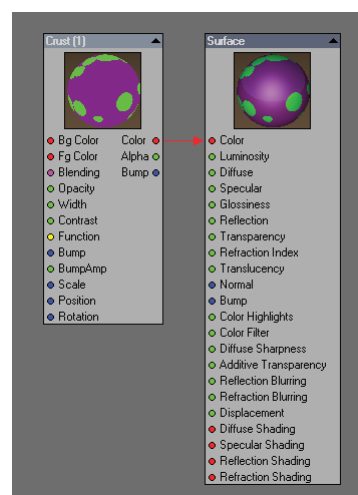 Crust (1)
Bg Color Color
Fg Color Alpha
Blending Bump
Opacity
Width
Contrast
Function
Bump
BumpAmp
Scale
Position
Rotation
Surface
Color
Luminosity
Diffuse
Specular
Glossiness
Reflection
Transparency
Refraction Index
Translucency
Normal
Bump
Color Highlights
Color Filter
Diffuse Sharpness
Additive Transparency
Reflection Blurring
Refraction Blurring
Displacement
Diffuse Shading
Specular Shading
Reflection Shading
Refraction Shading